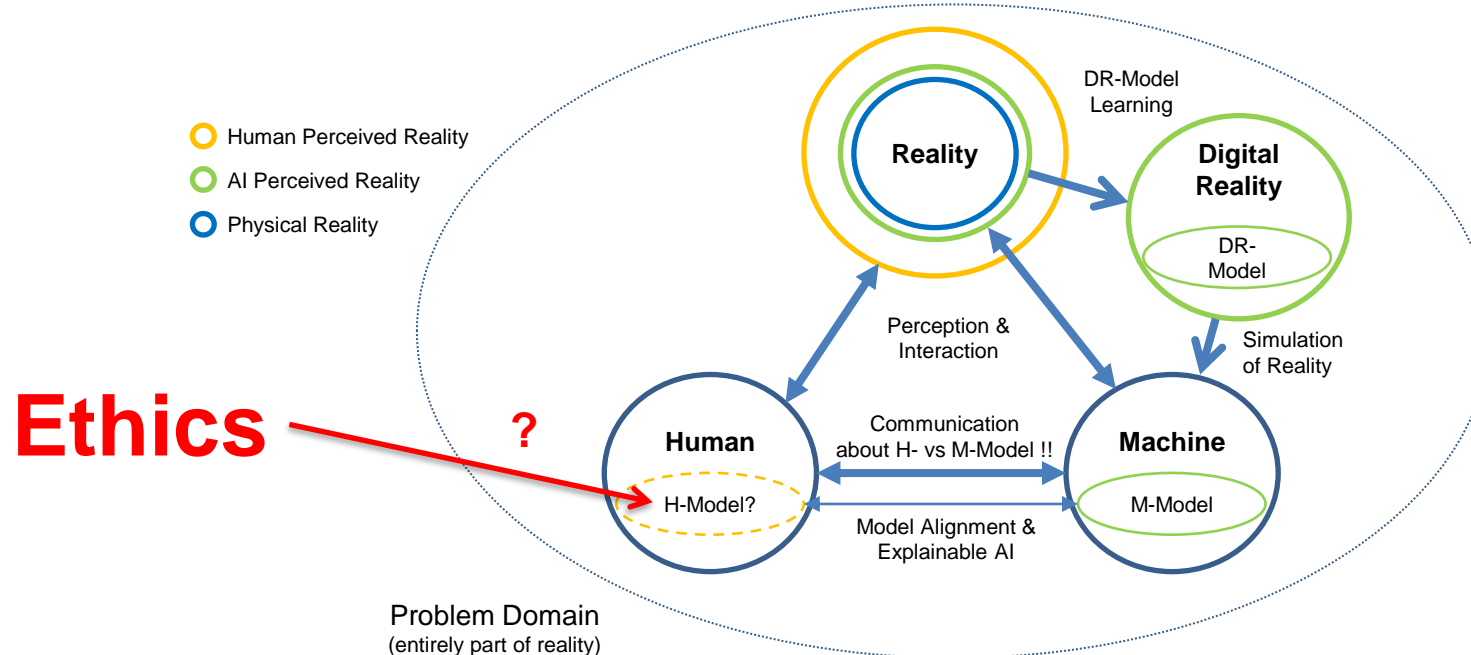 DR-Model
Learning
Human Perceived Reality
AI Perceived Reality
Physical Reality
Reality
Digital
Reality
DR-
Model
Perception &
Interaction
Simulation
of Reality
Ethics
?
Human
Communication
about H- vs M-Model !!
Machine
H-Model?
M-Model
Model Alignment &
Explainable AI
Problem Domain
(entirely part of reality)